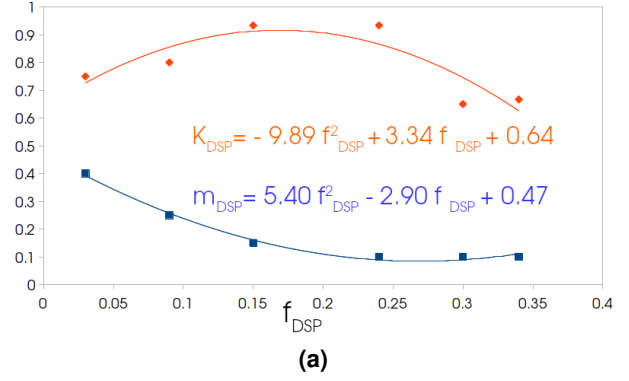 1
0.9
0.8
0.7
0.6
0.5
0.4
0.3
0.2
0.1
0
K_DSP = - 9.89 f²_DSP + 3.34 f_DSP + 0.64
m_DSP = 5.40 f²_DSP - 2.90 f_DSP + 0.47
0 0.05 0.1 0.15 0.2 0.25 0.3 0.35 0.4
f_DSP
(a)